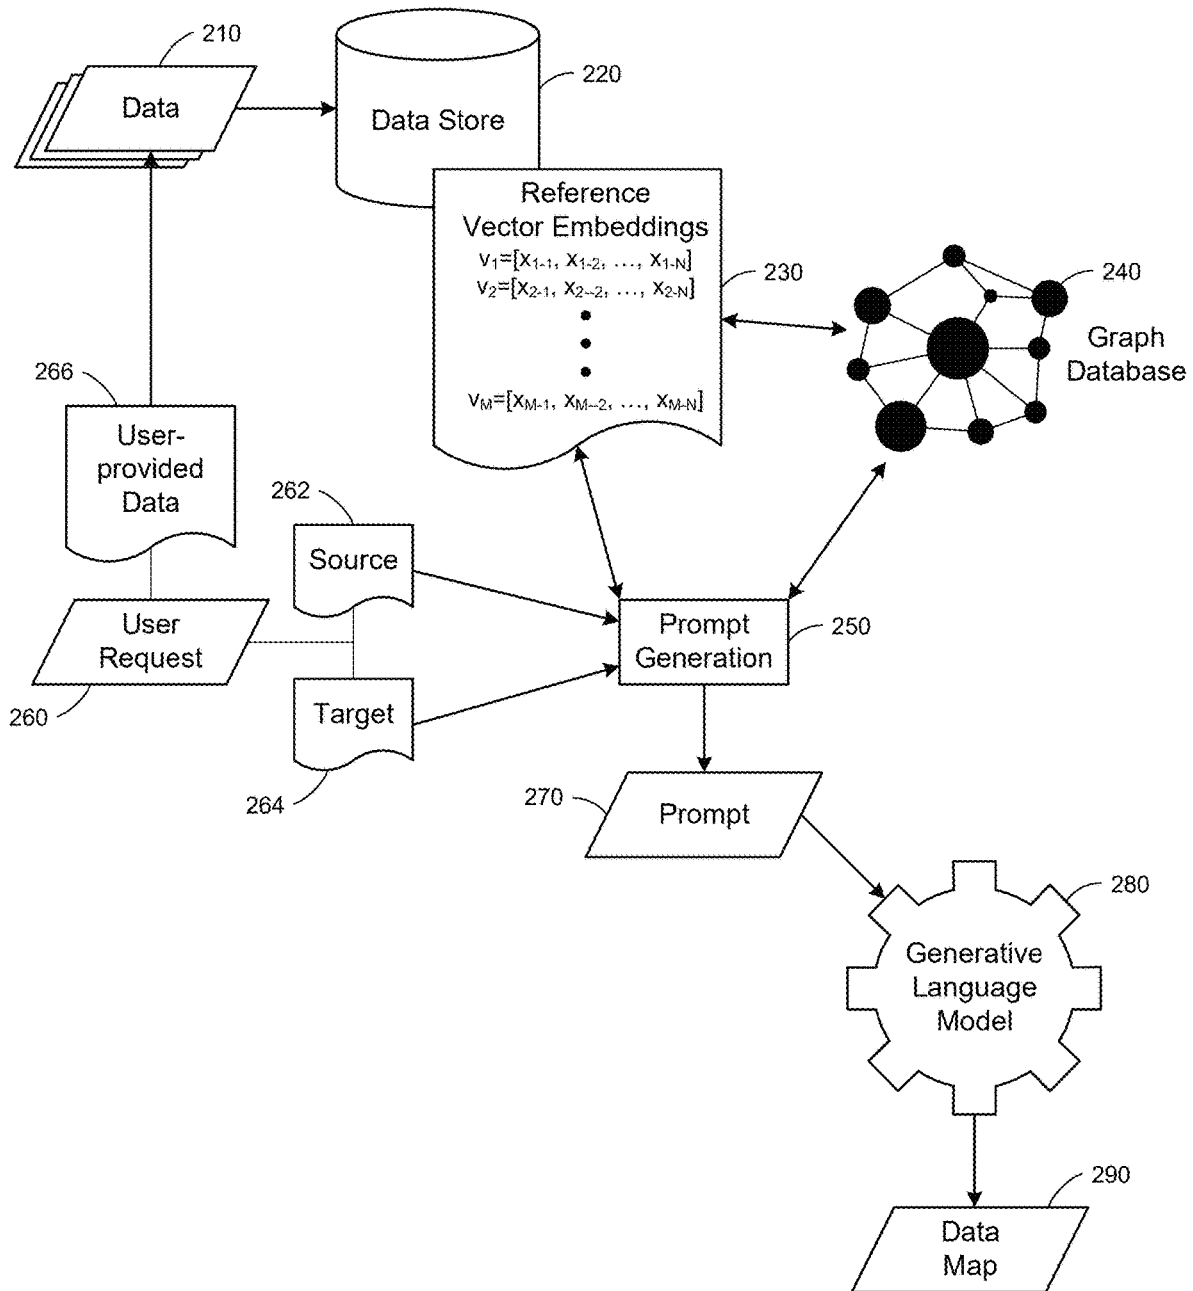 210
Data
Data Store
220
Reference
Vector Embeddings
v1=[x1-1, x1-2, …, x1-N]
v2=[x2-1, x2--2, …, x2-N]
vM=[xM-1, xM--2, …, xM-N]
230
240
Graph
Database
266
User-
provided
Data
262
Source
User
Request
260
Target
264
Prompt
Generation
250
270
Prompt
280
Generative
Language
Model
290
Data
Map